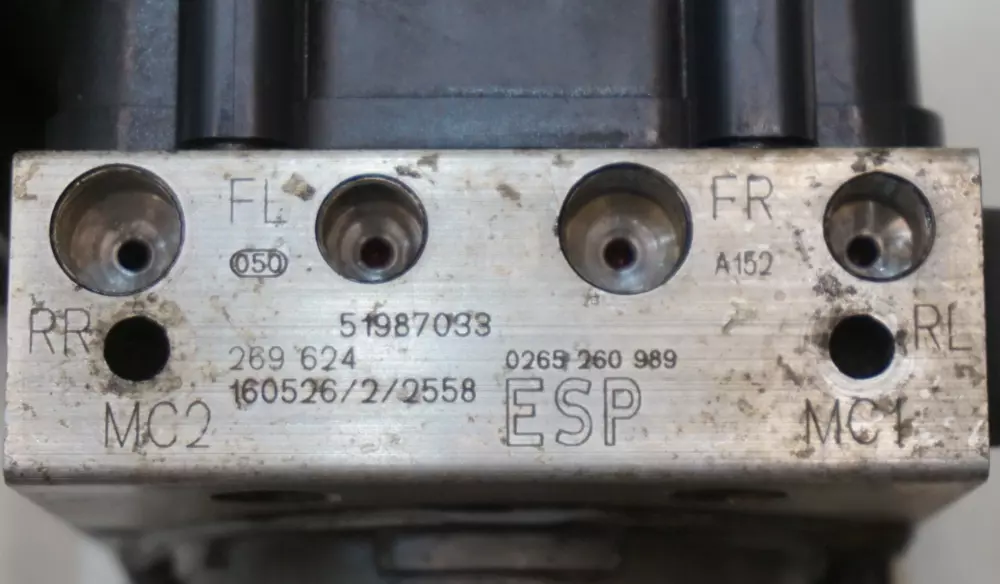 FL
FR
050
A152
RR
51987033
RL
269 624
0265 260 989
160526/2/2558
ESP
MC2
MC1